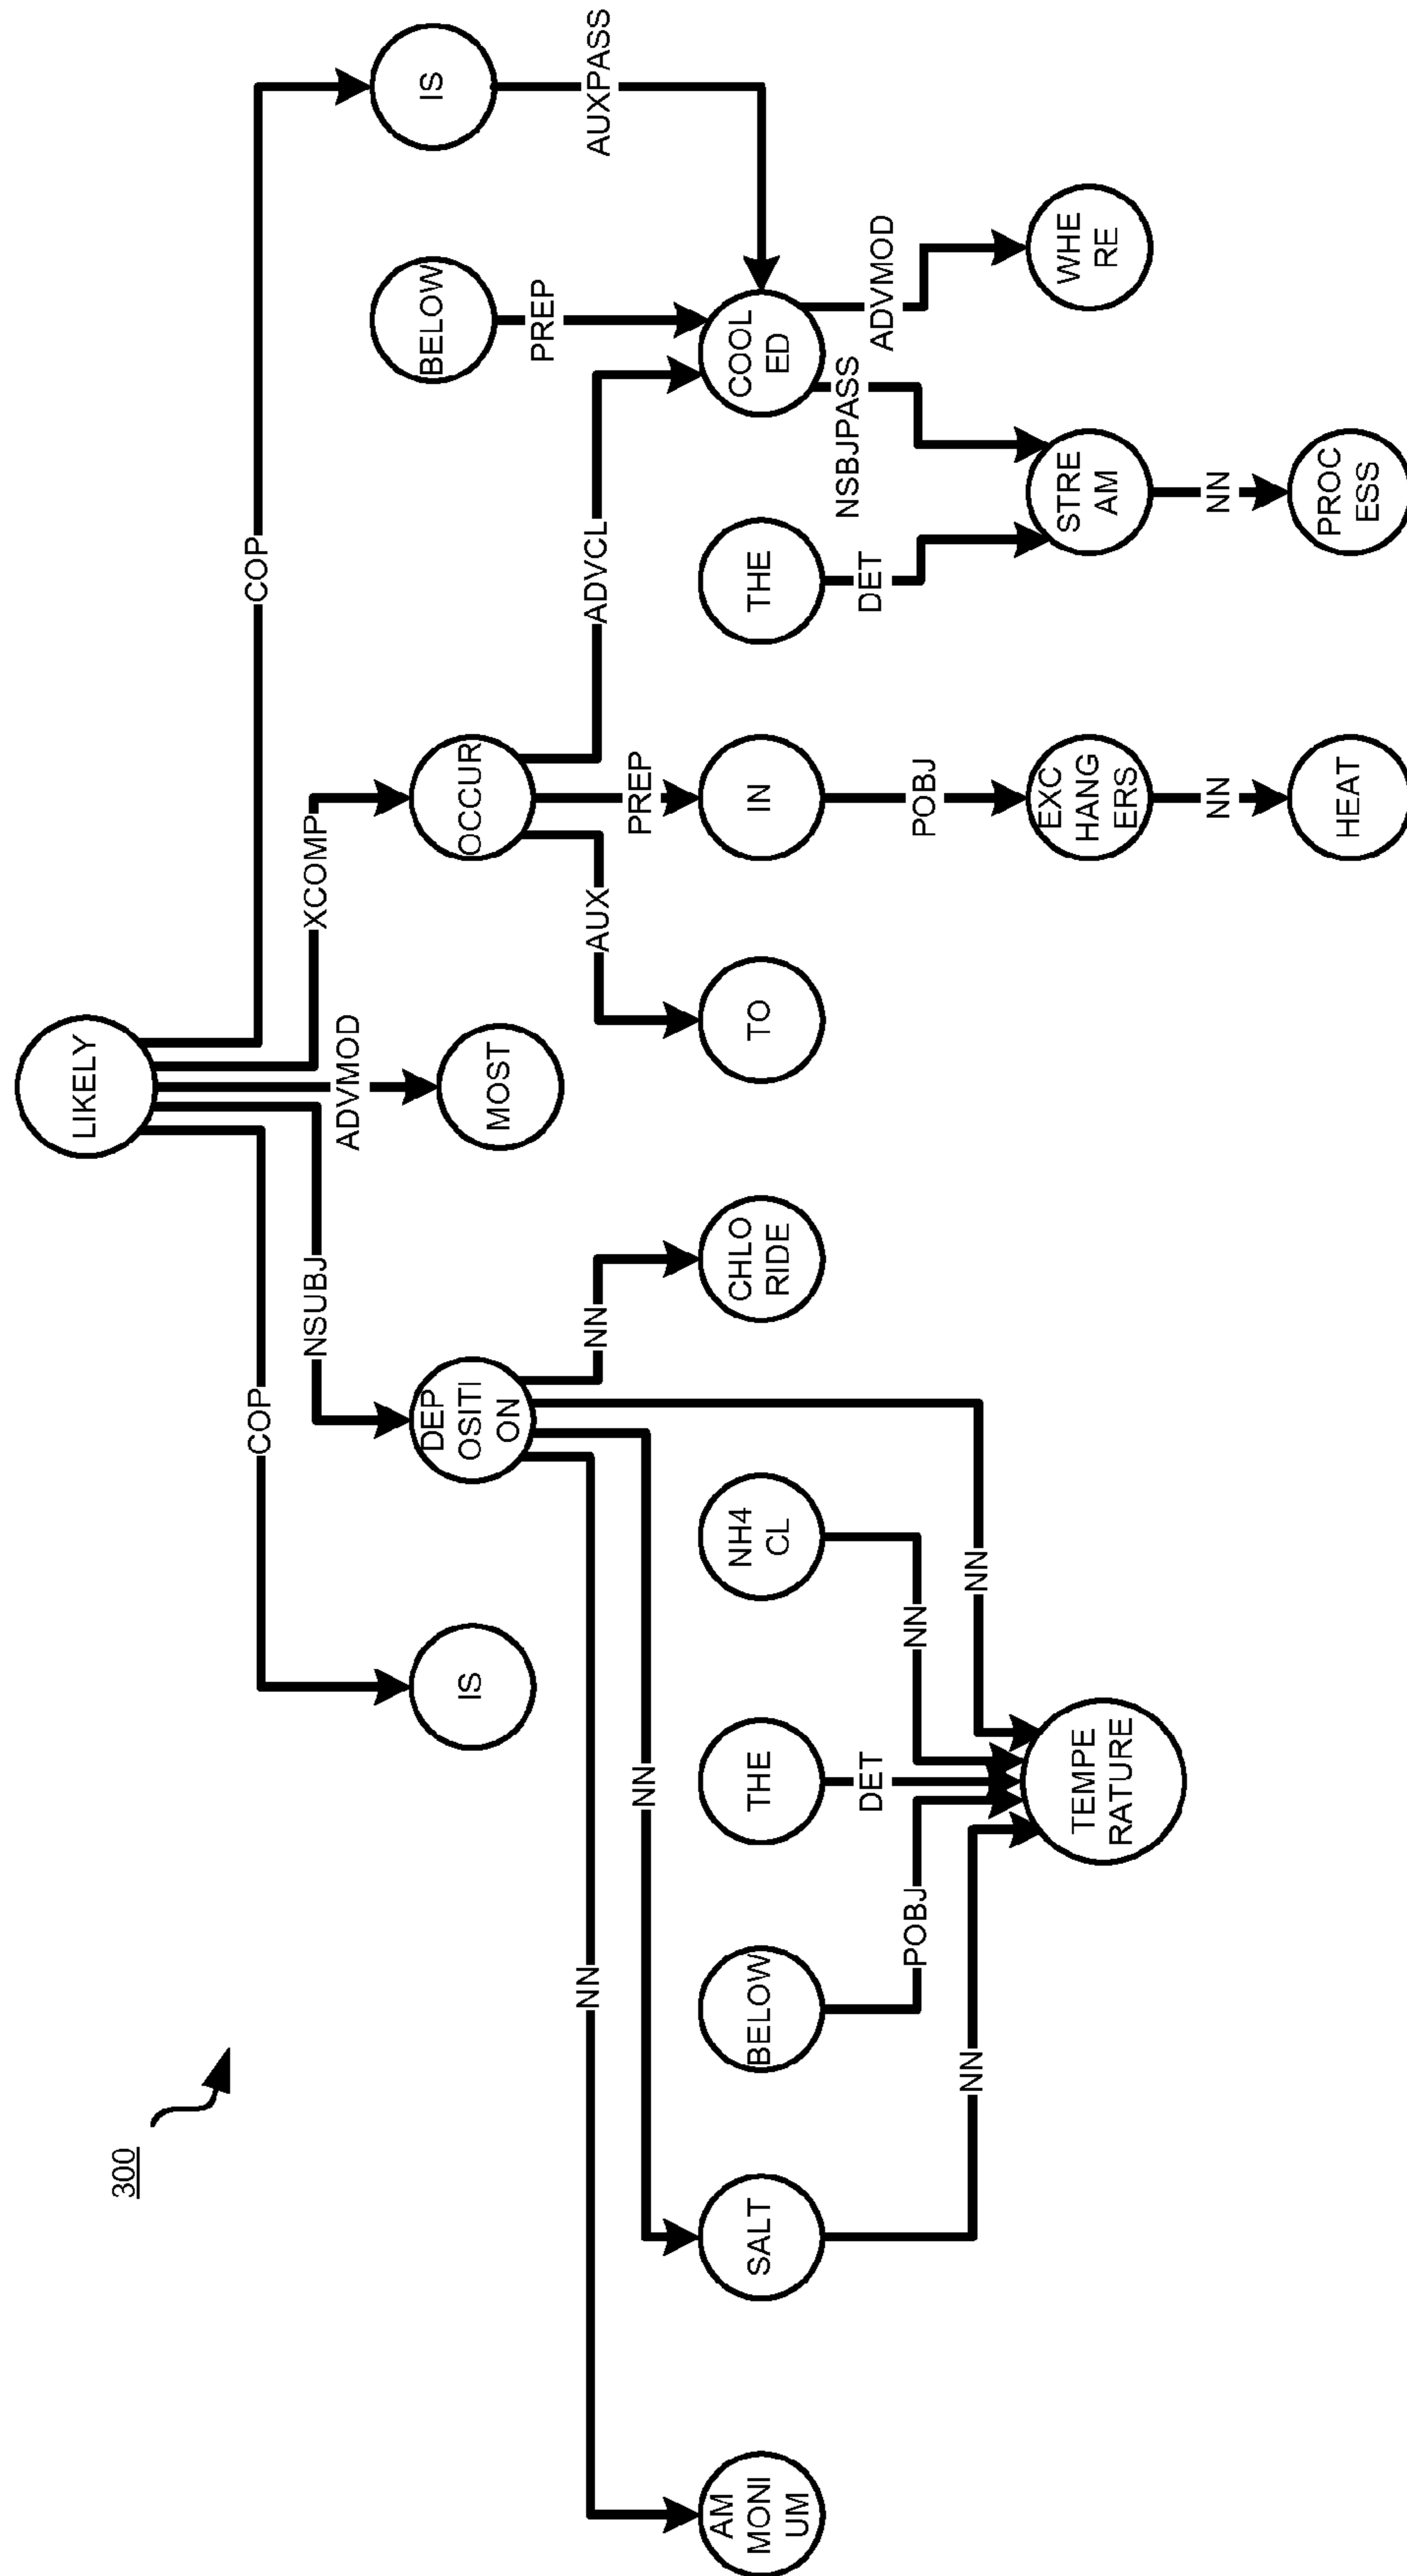 300
LIKELY
COP
NSUBJ
ADVMOD
XCOMP
COP
IS
DEP
OSITI
ON
MOST
OCCUR
BELOW
IS
NN
NN
NN
AUX
PREP
ADVCL
PREP
AUXPASS
AM
MONI
UM
SALT
BELOW
THE
NH4
CL
CHLO
RIDE
TO
IN
THE
COOL
ED
NN
POBJ
DET
NN
NN
POBJ
DET
NSBJPASS
ADVMOD
TEMPE
RATURE
EXC
HANG
ERS
STRE
AM
WHE
RE
NN
NN
HEAT
PROC
ESS